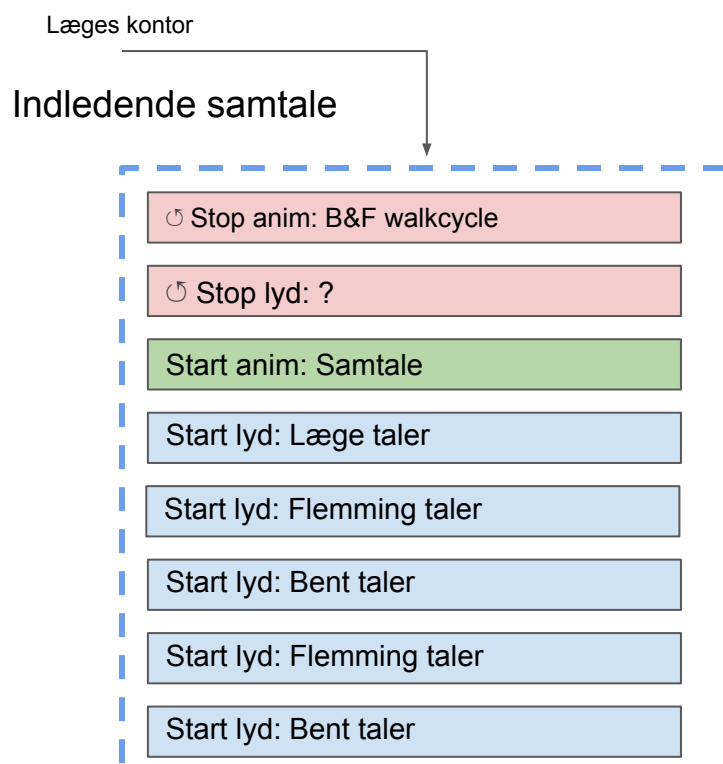 Læges kontor
Indledende samtale
↺ Stop anim: B&F walkcycle
↺ Stop lyd: ?
Start anim: Samtale
Start lyd: Læge taler
Start lyd: Flemming taler
Start lyd: Bent taler
Start lyd: Flemming taler
Start lyd: Bent taler